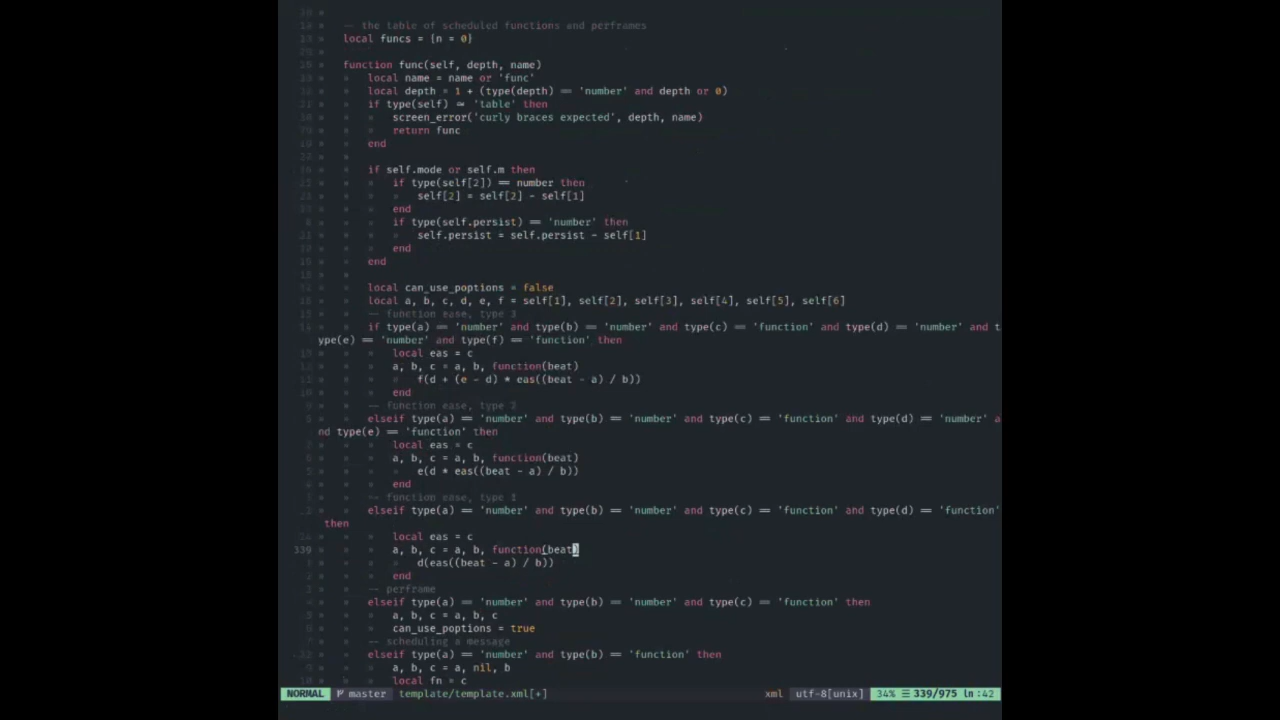 -- the table of scheduled functions and perframes
local funcs = {n = 0}
function func(self, depth, name)
local name = name or 'func'
local depth = 1 + (type(depth) == 'number' and depth or 0)
if type(self) ~= 'table' then
screen_error('curly braces expected', depth, name)
return func
end
if self.mode or self.m then
if type(self[2]) == number then
self[2] = self[2] - self[1]
end
if type(self.persist) == 'number' then
self.persist = self.persist - self[1]
end
end
local can_use_poptions = false
local a, b, c, d, e, f = self[1], self[2], self[3], self[4], self[5], self[6]
-- function ease, type 3
if type(a) == 'number' and type(b) == 'number' and type(c) == 'function' and type(d) == 'number' and t
ype(e) == 'number' and type(f) == 'function' then
local eas = c
a, b, c = a, b, function(beat)
f(d + (e - d) * eas((beat - a) / b))
end
-- function ease, type 2
elseif type(a) == 'number' and type(b) == 'number' and type(c) == 'function' and type(d) == 'number' a
nd type(e) == 'function' then
local eas = c
a, b, c = a, b, function(beat)
e(d * eas((beat - a) / b))
end
-- function ease, type 1
elseif type(a) == 'number' and type(b) == 'number' and type(c) == 'function' and type(d) == 'function'
then
local eas = c
339 a, b, c = a, b, function(beat)
d(eas((beat - a) / b))
end
-- perframe
elseif type(a) == 'number' and type(b) == 'number' and type(c) == 'function' then
a, b, c = a, b, c
can_use_poptions = true
-- scheduling a message
elseif type(a) == 'number' and type(b) == 'function' then
a, b, c = a, nil, b
local fn = c
NORMAL master template/template.xml[+] xml utf-8[unix] 34% ☰ 339/975 ln :42